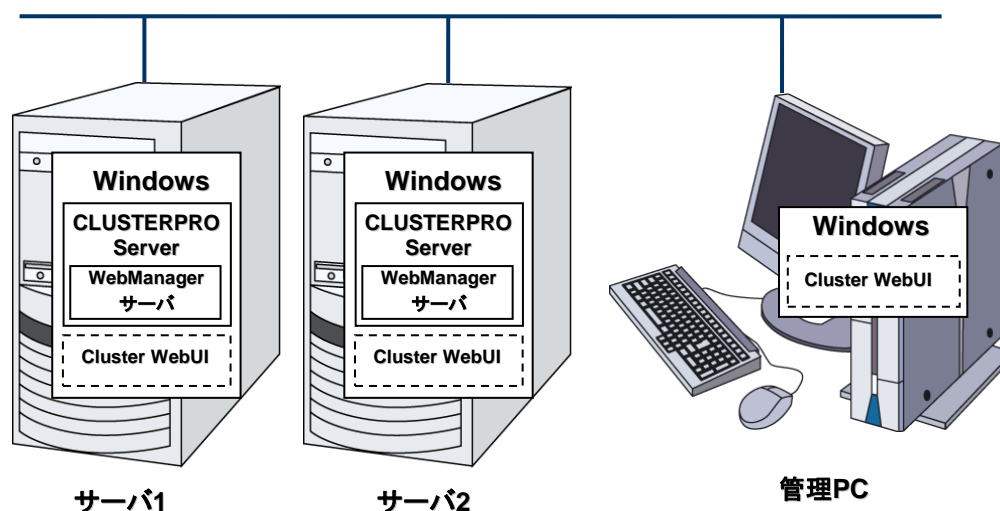 Windows
CLUSTERPRO
Server
WebManager
サーバ
Cluster WebUI
サーバ1
Windows
CLUSTERPRO
Server
WebManager
サーバ
Cluster WebUI
サーバ2
Windows
Cluster WebUI
管理PC